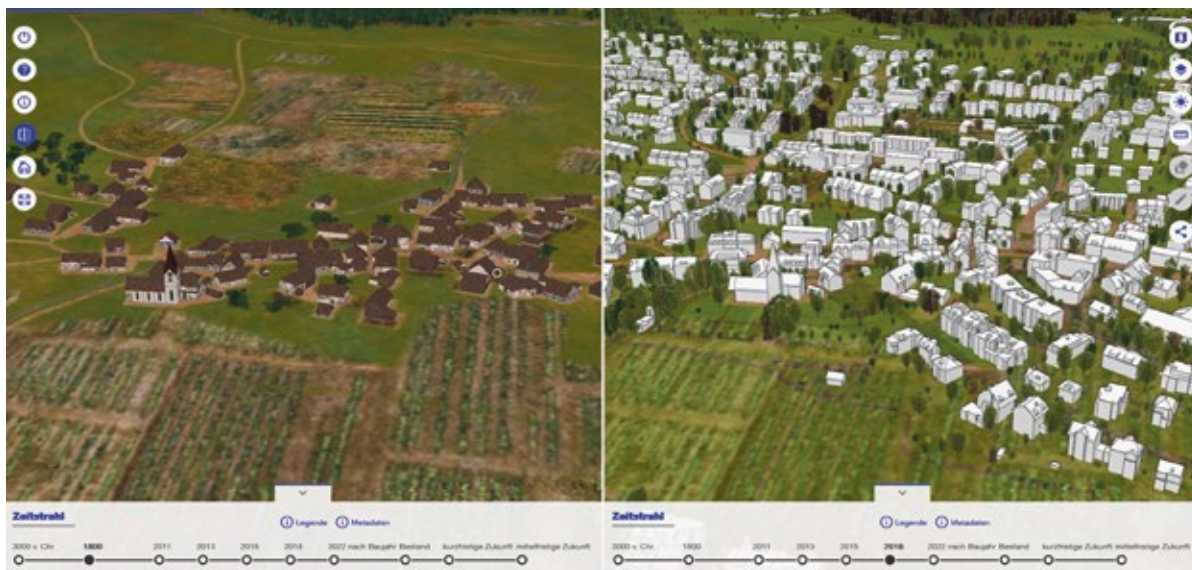 Zeitstrahl
Legende Metadaten
3000 v. Chr 1800 2011 2013 2015 2018 2022 nach Baujahr Bestand kurzfristige Zukunft mittelfristige Zukunft
Zeitstrahl
Legende Metadaten
3000 v. Chr 1800 2011 2013 2015 2018 2022 nach Baujahr Bestand kurzfristige Zukunft mittelfristige Zukunft